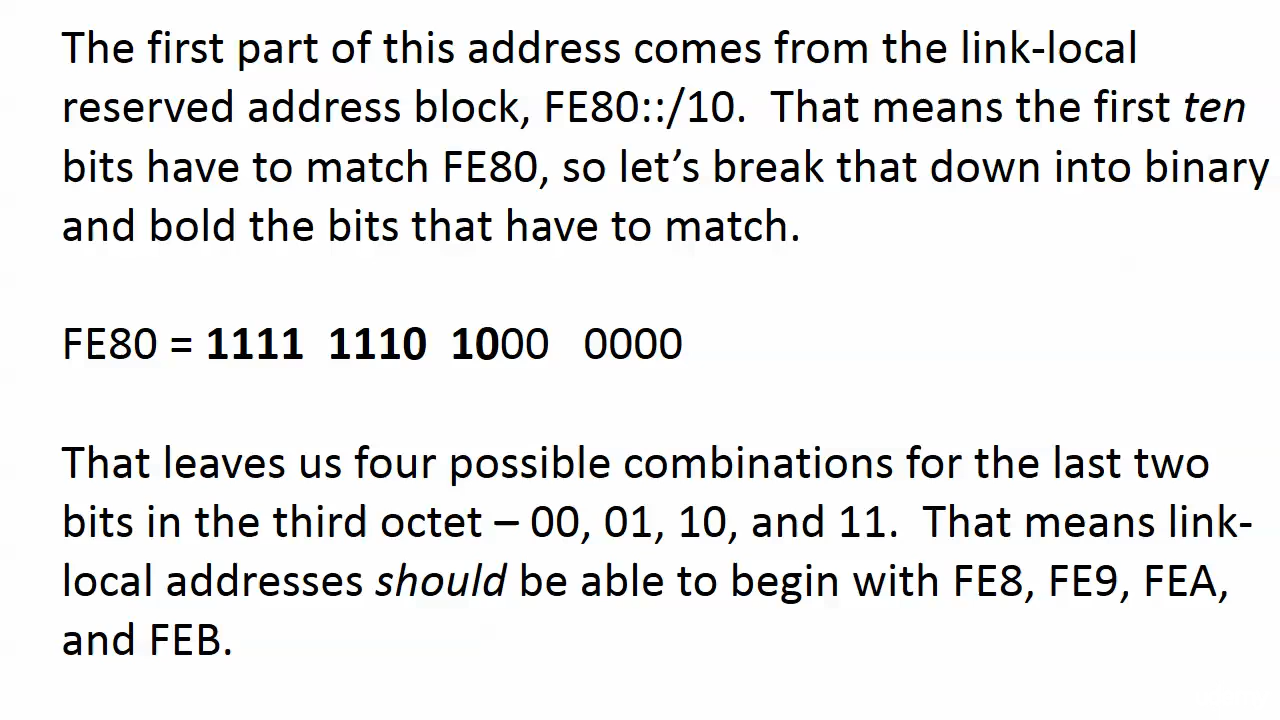 The first part of this address comes from the link-local
reserved address block, FE80::/10.  That means the first ten
bits have to match FE80, so let’s break that down into binary
and bold the bits that have to match.
FE80 = 1111  1110  1000   0000
That leaves us four possible combinations for the last two
bits in the third octet – 00, 01, 10, and 11.  That means link-
local addresses should be able to begin with FE8, FE9, FEA,
and FEB.